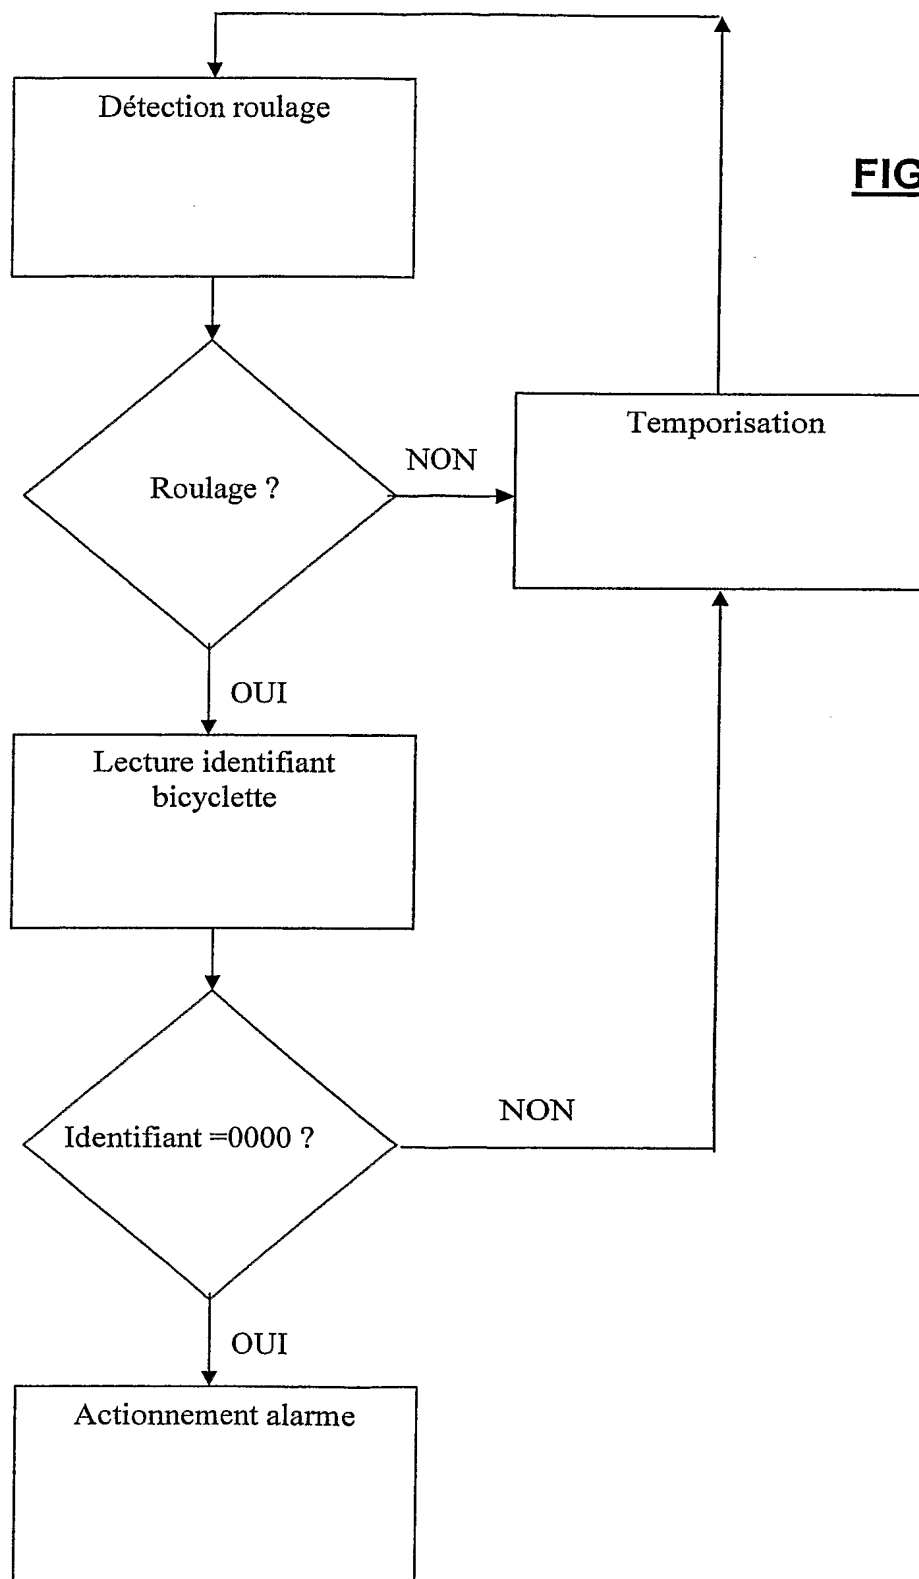 Détection roulage
FIG
Roulage ?
NON
Temporisation
OUI
Lecture identifiant
bicyclette
Identifiant =0000 ?
NON
OUI
Actionnement alarme